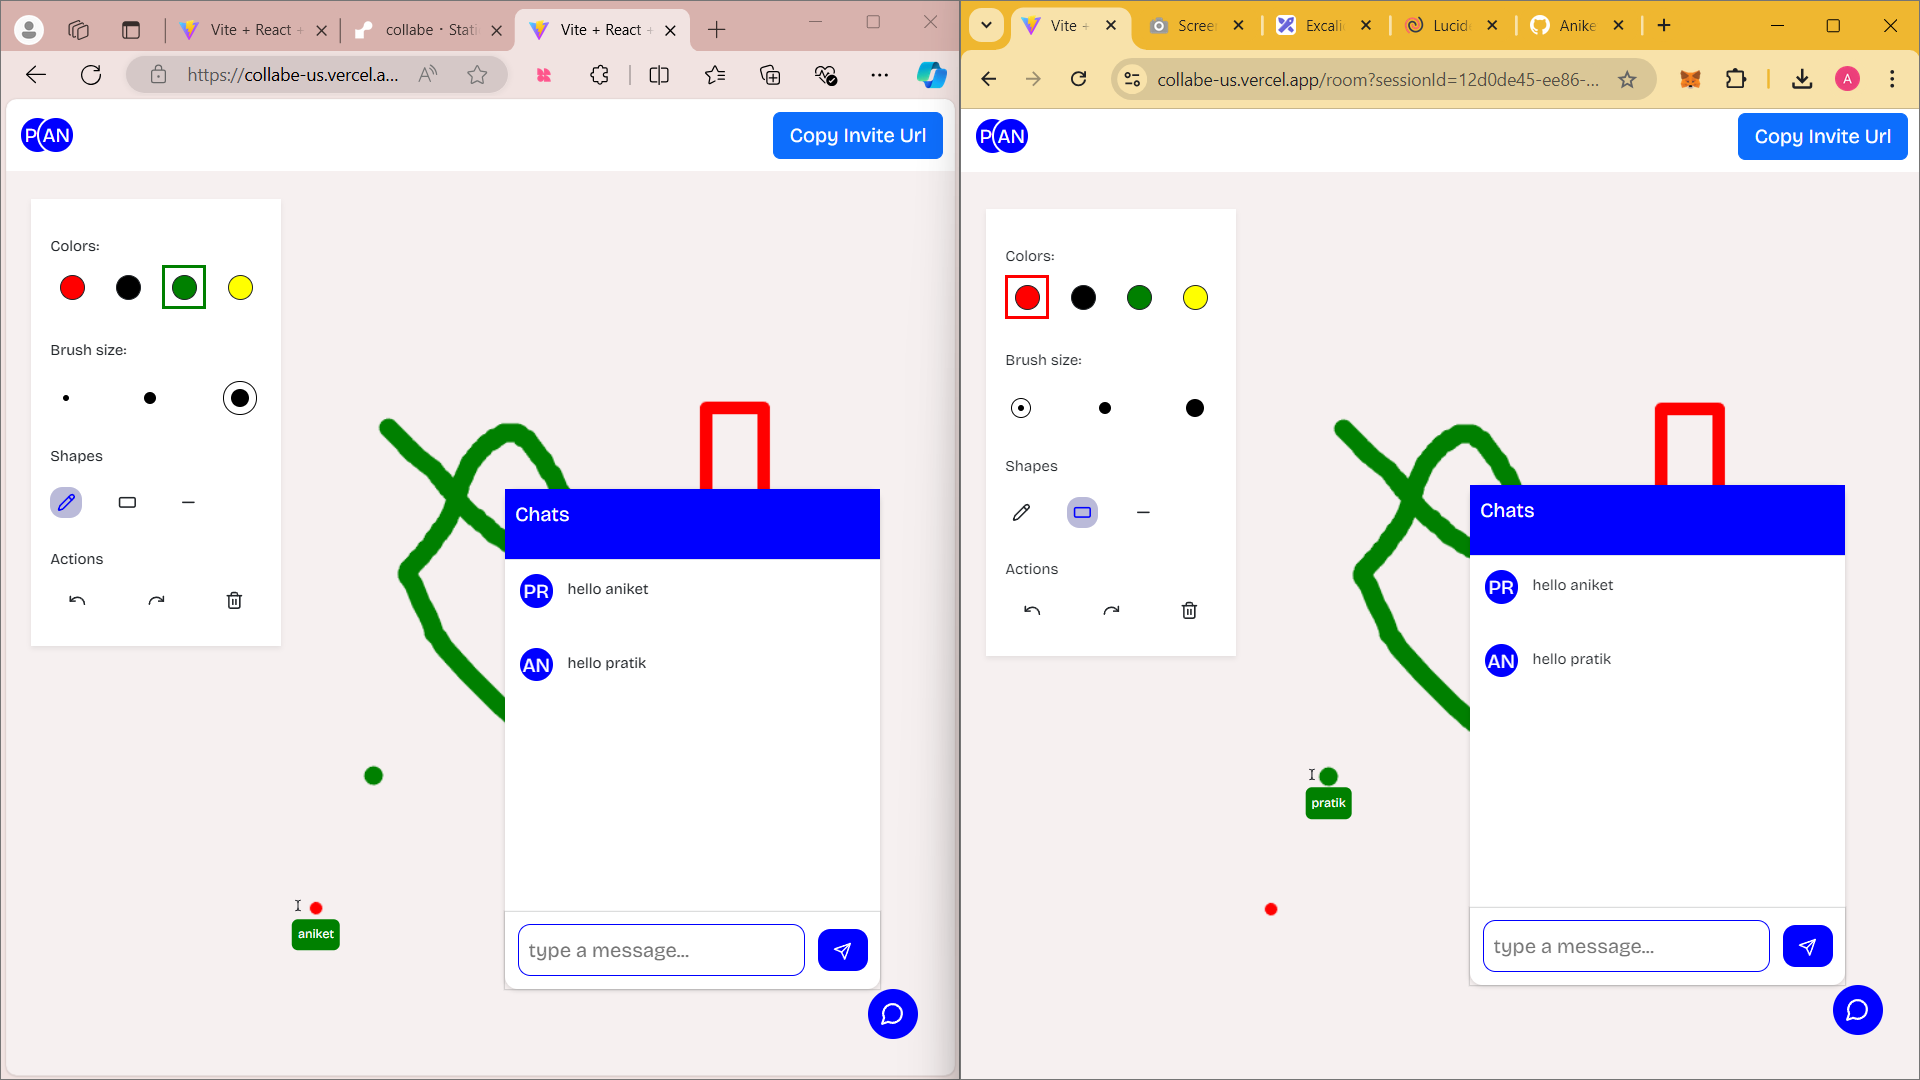 Vite + React +
collabe · Stati
Vite + React +
https://collabe-us.vercel.a...
P AN
Copy Invite Url
Colors:
Brush size:
Shapes
Actions
Chats
PR hello aniket
AN hello pratik
aniket
type a message...
Vite +
Scree
Excali
Lucid
Anike
collabe-us.vercel.app/room?sessionId=12d0de45-ee86-...
A
P AN
Copy Invite Url
Colors:
Brush size:
Shapes
Actions
Chats
PR hello aniket
AN hello pratik
pratik
type a message...